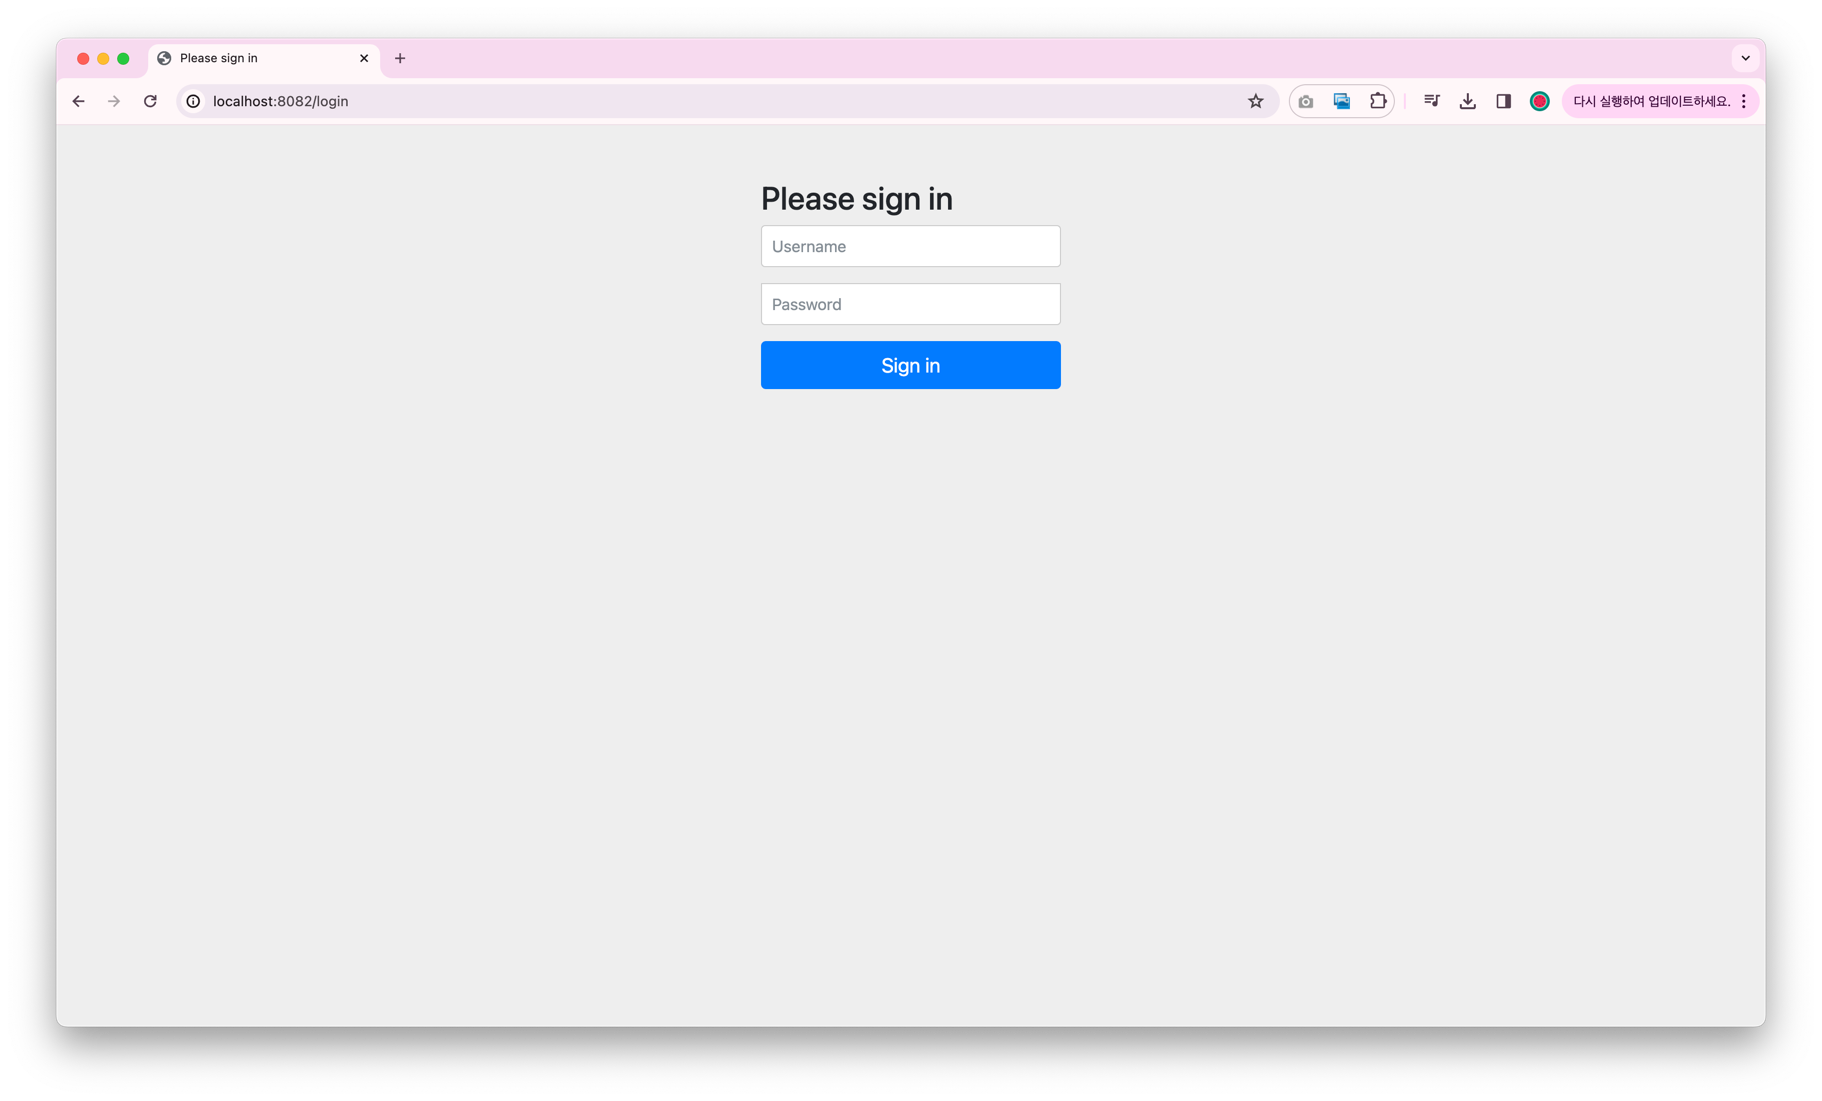 Please sign in
localhost:8082/login
다시 실행하여 업데이트하세요.
Please sign in
Username
Password
Sign in